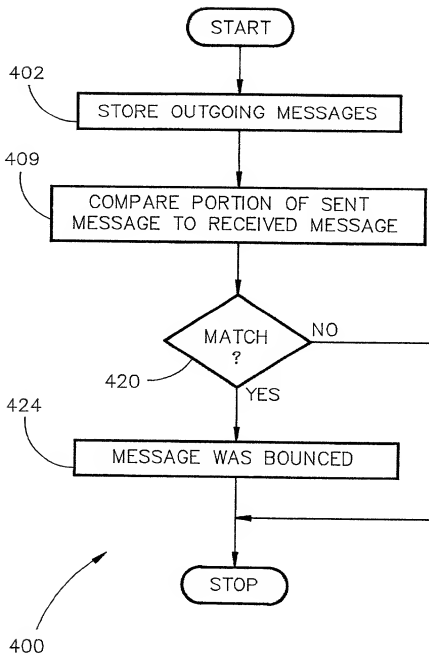 START
402
STORE OUTGOING MESSAGES
409
COMPARE PORTION OF SENT
MESSAGE TO RECEIVED MESSAGE
MATCH
?
NO
420
YES
424
MESSAGE WAS BOUNCED
STOP
400